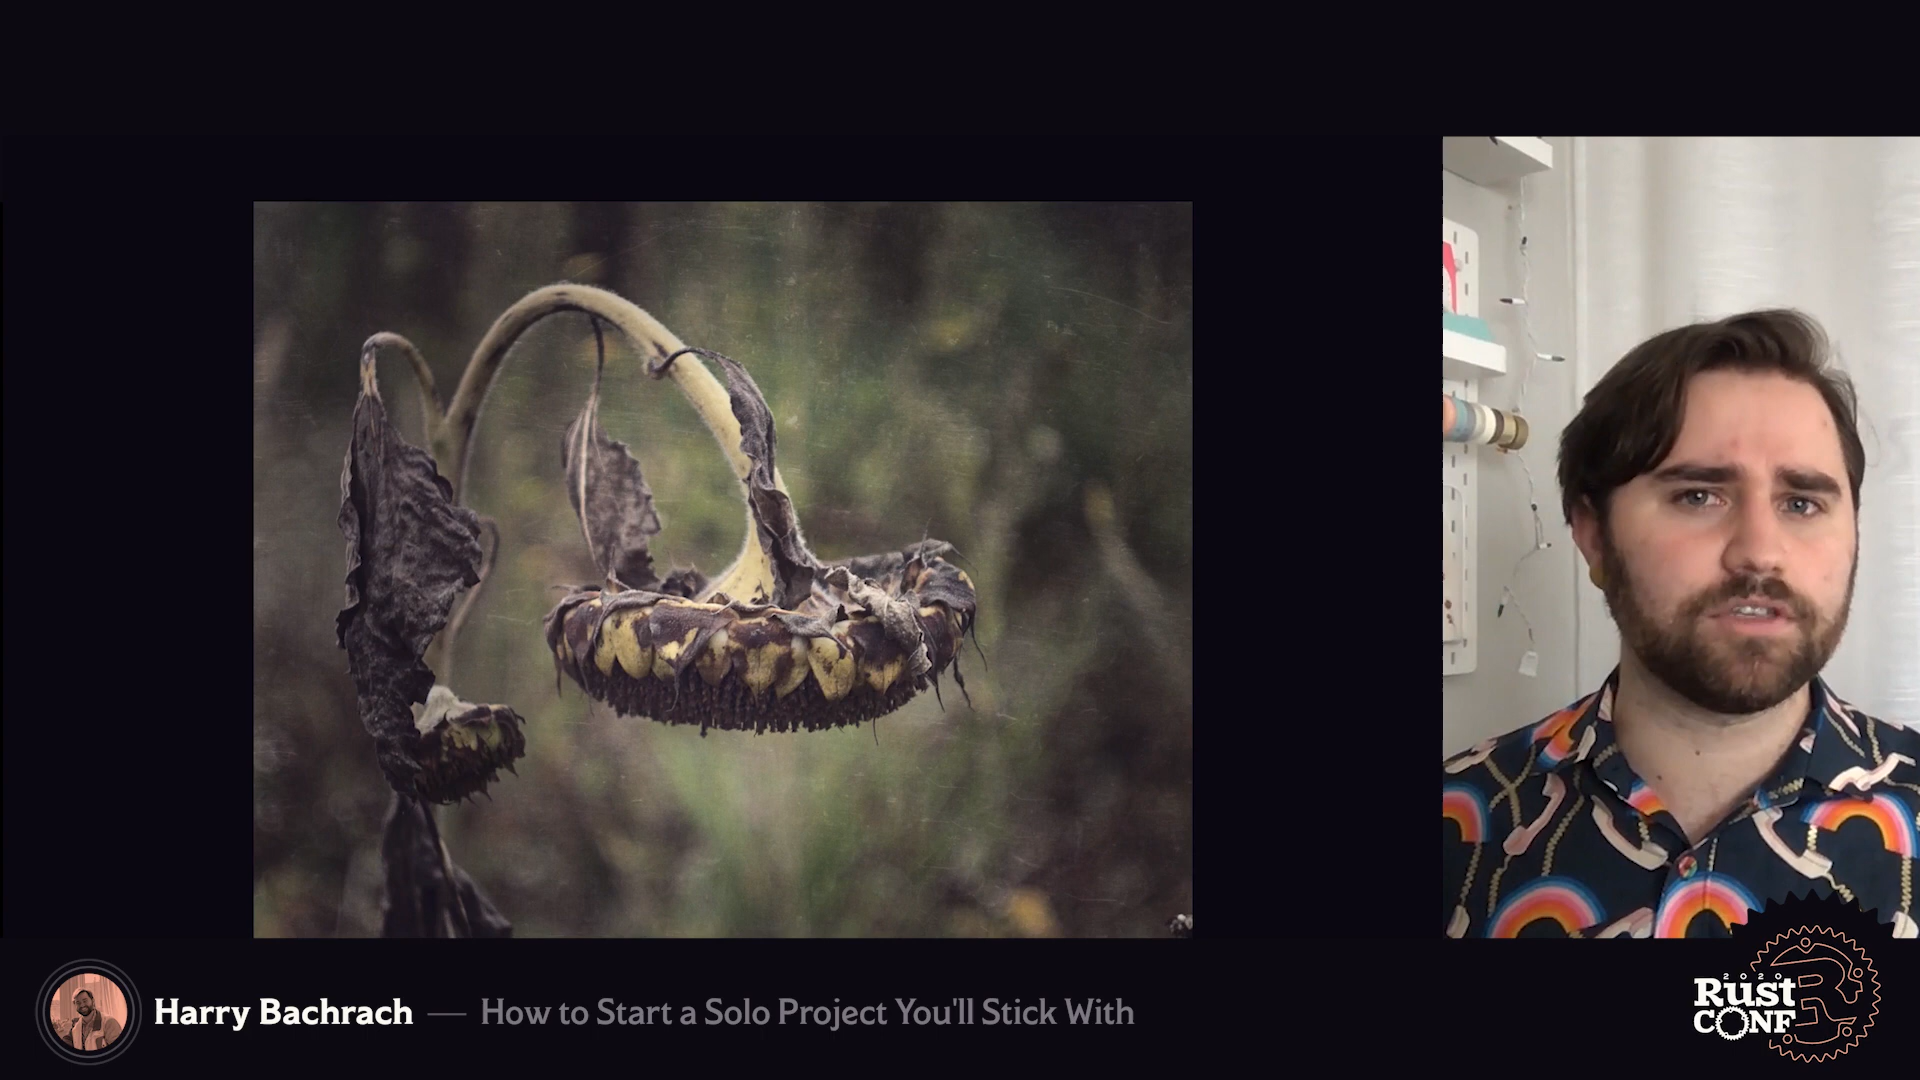 Harry Bachrach — How to Start a Solo Project You'll Stick With
2020
Rust
CONF